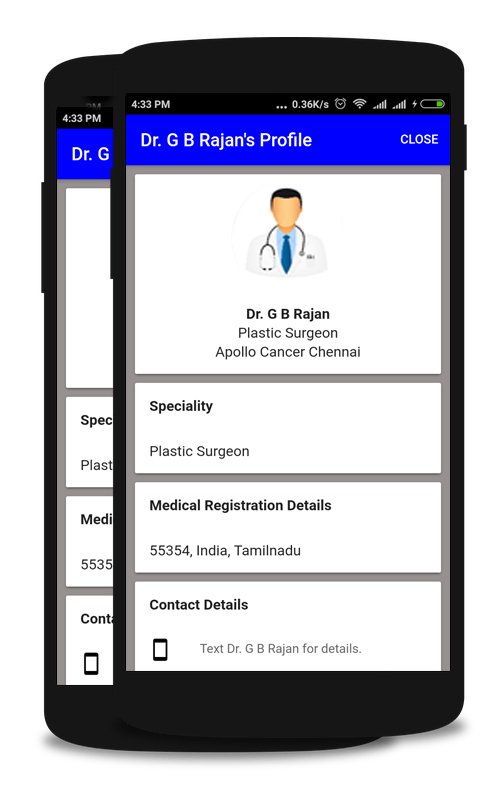 4:33 PM
Dr. G
Spec
Plast
Medi
5535
Conta
4:33 PM ... 0.36K/s
Dr. G B Rajan's Profile CLOSE
Dr. G B Rajan
Plastic Surgeon
Apollo Cancer Chennai
Speciality
Plastic Surgeon
Medical Registration Details
55354, India, Tamilnadu
Contact Details
Text Dr. G B Rajan for details.